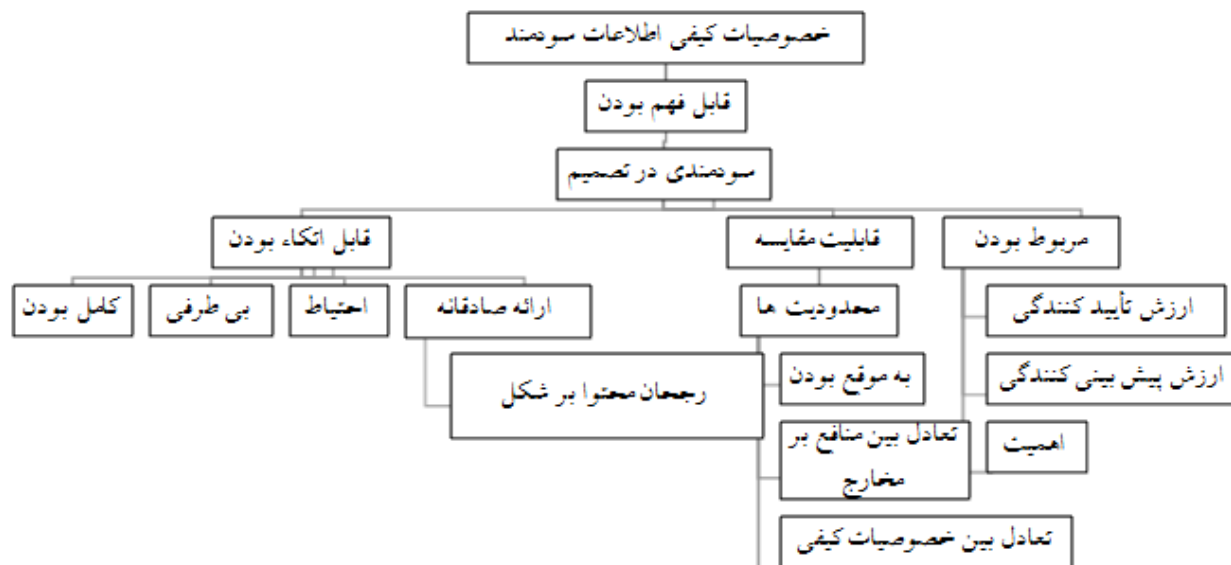 خصوصیات کیفی اطلاعات سودمند
قابل فهم بودن
سودمندی در تصمیم
مربوط بودن
قابلیت مقایسه
قابل اتکاء بودن
ارزش تأیید کنندگی
محدودیت ها
ارائه صادقانه
احتیاط
بی طرفی
کامل بودن
ارزش پیش بینی کنندگی
به موقع بودن
رجحان محتوا بر شکل
اهمیت
تعادل بین منافع بر
مخارج
تعادل بین خصوصیات کیفی